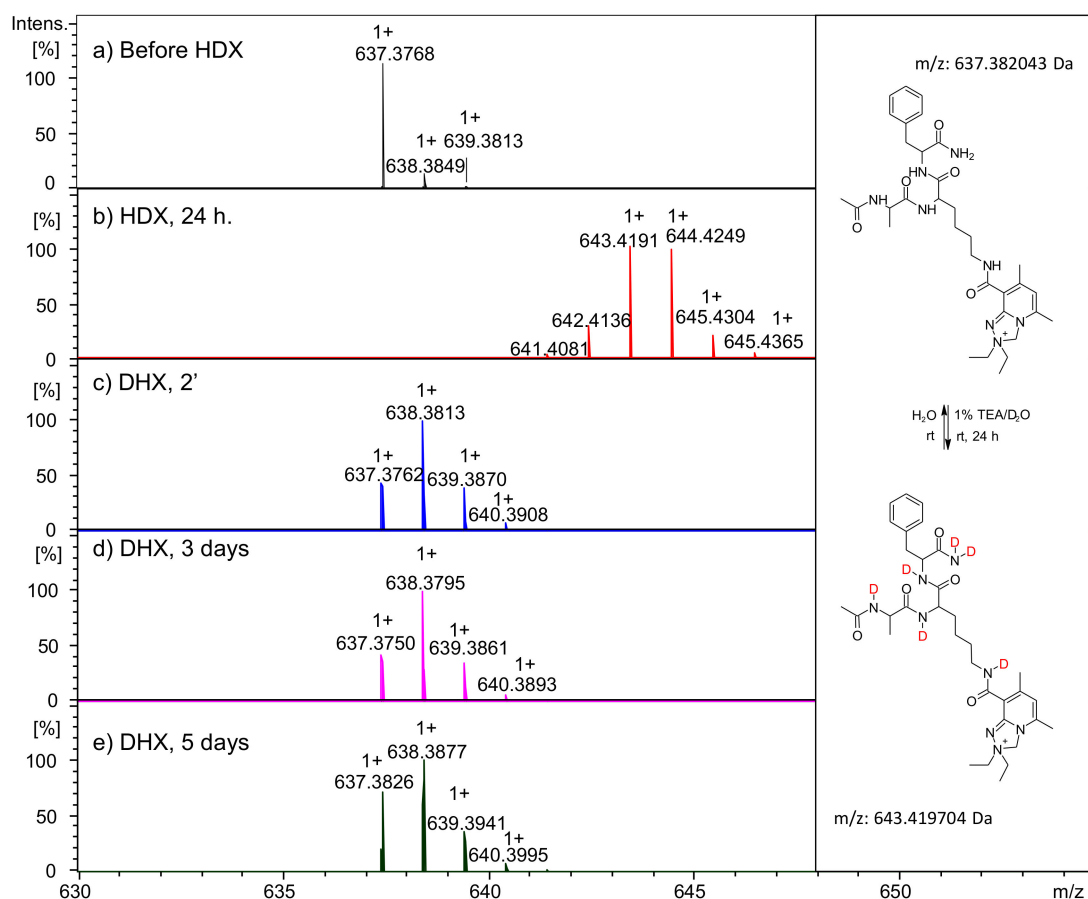 Intens.
[%]
a) Before HDX
1+
637.3768
1+
638.3849
1+
639.3813
100
50
0
[%]
b) HDX, 24 h.
1+
643.4191
1+
644.4249
1+
645.4304
1+
645.4365
642.4136
641.4081
100
50
0
[%]
c) DHX, 2'
1+
638.3813
1+
637.3762
1+
639.3870
1+
640.3908
100
50
0
[%]
d) DHX, 3 days
1+
638.3795
1+
637.3750
1+
639.3861
1+
640.3893
100
50
0
[%]
e) DHX, 5 days
1+
638.3877
1+
637.3826
1+
639.3941
1+
640.3995
100
50
0
630 635 640 645 650 m/z
m/z: 637.382043 Da
O
NH2
HN
O
O
NH
NH
O
NH
O
N
N
N
+
H2O 1% TEA/D2O
rt rt, 24 h
O
D
D
N
D
N
O
D
O
N
N
O
D
N
D
O
N
N
N
+
m/z: 643.419704 Da